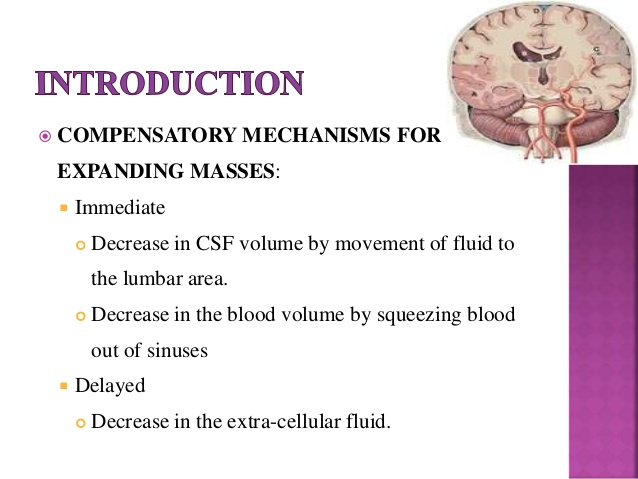 INTRODUCTION
COMPENSATORY MECHANISMS FOR
EXPANDING MASSES:
Immediate
Decrease in CSF volume by movement of fluid to
the lumbar area.
Decrease in the blood volume by squeezing blood
out of sinuses
Delayed
Decrease in the extra-cellular fluid.